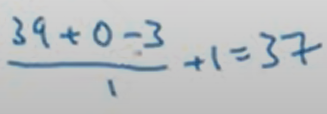 39 + 0 - 3
1
+ 1 = 37